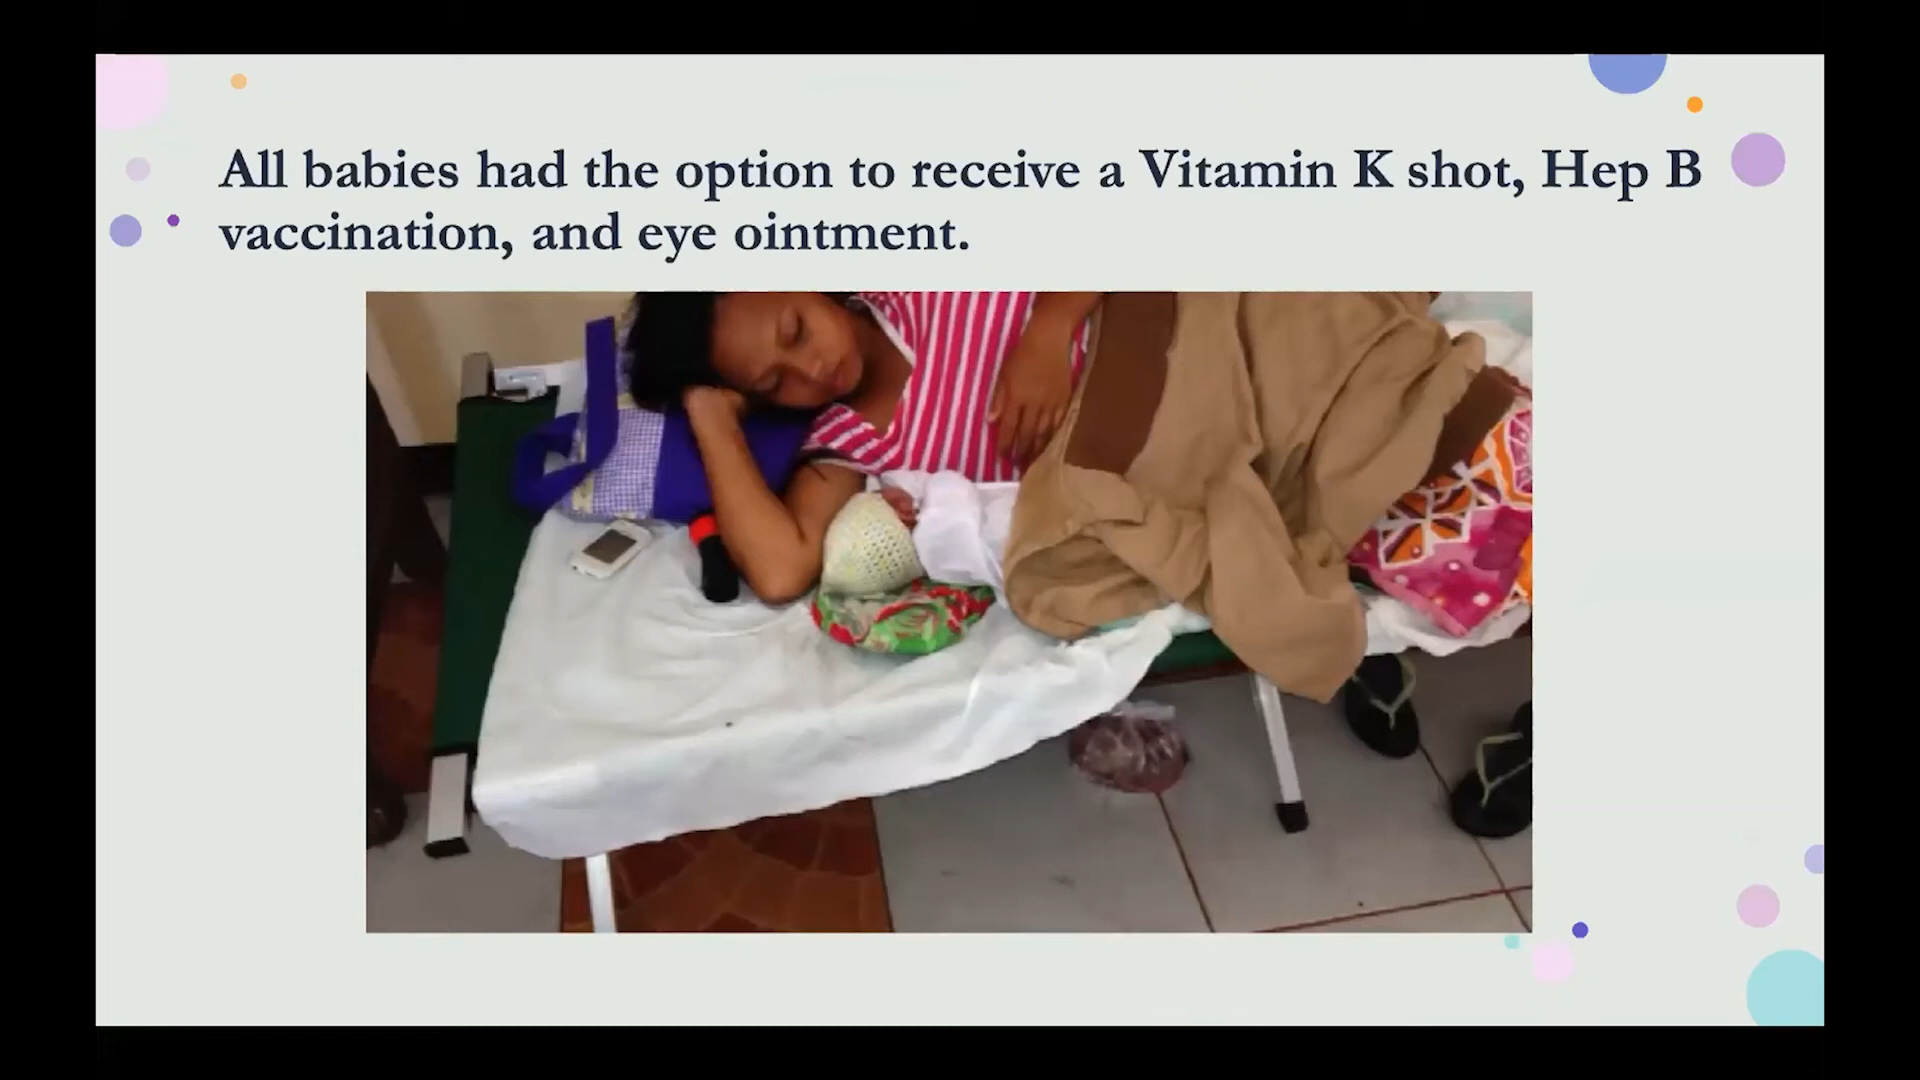 All babies had the option to receive a Vitamin K shot, Hep B
vaccination, and eye ointment.